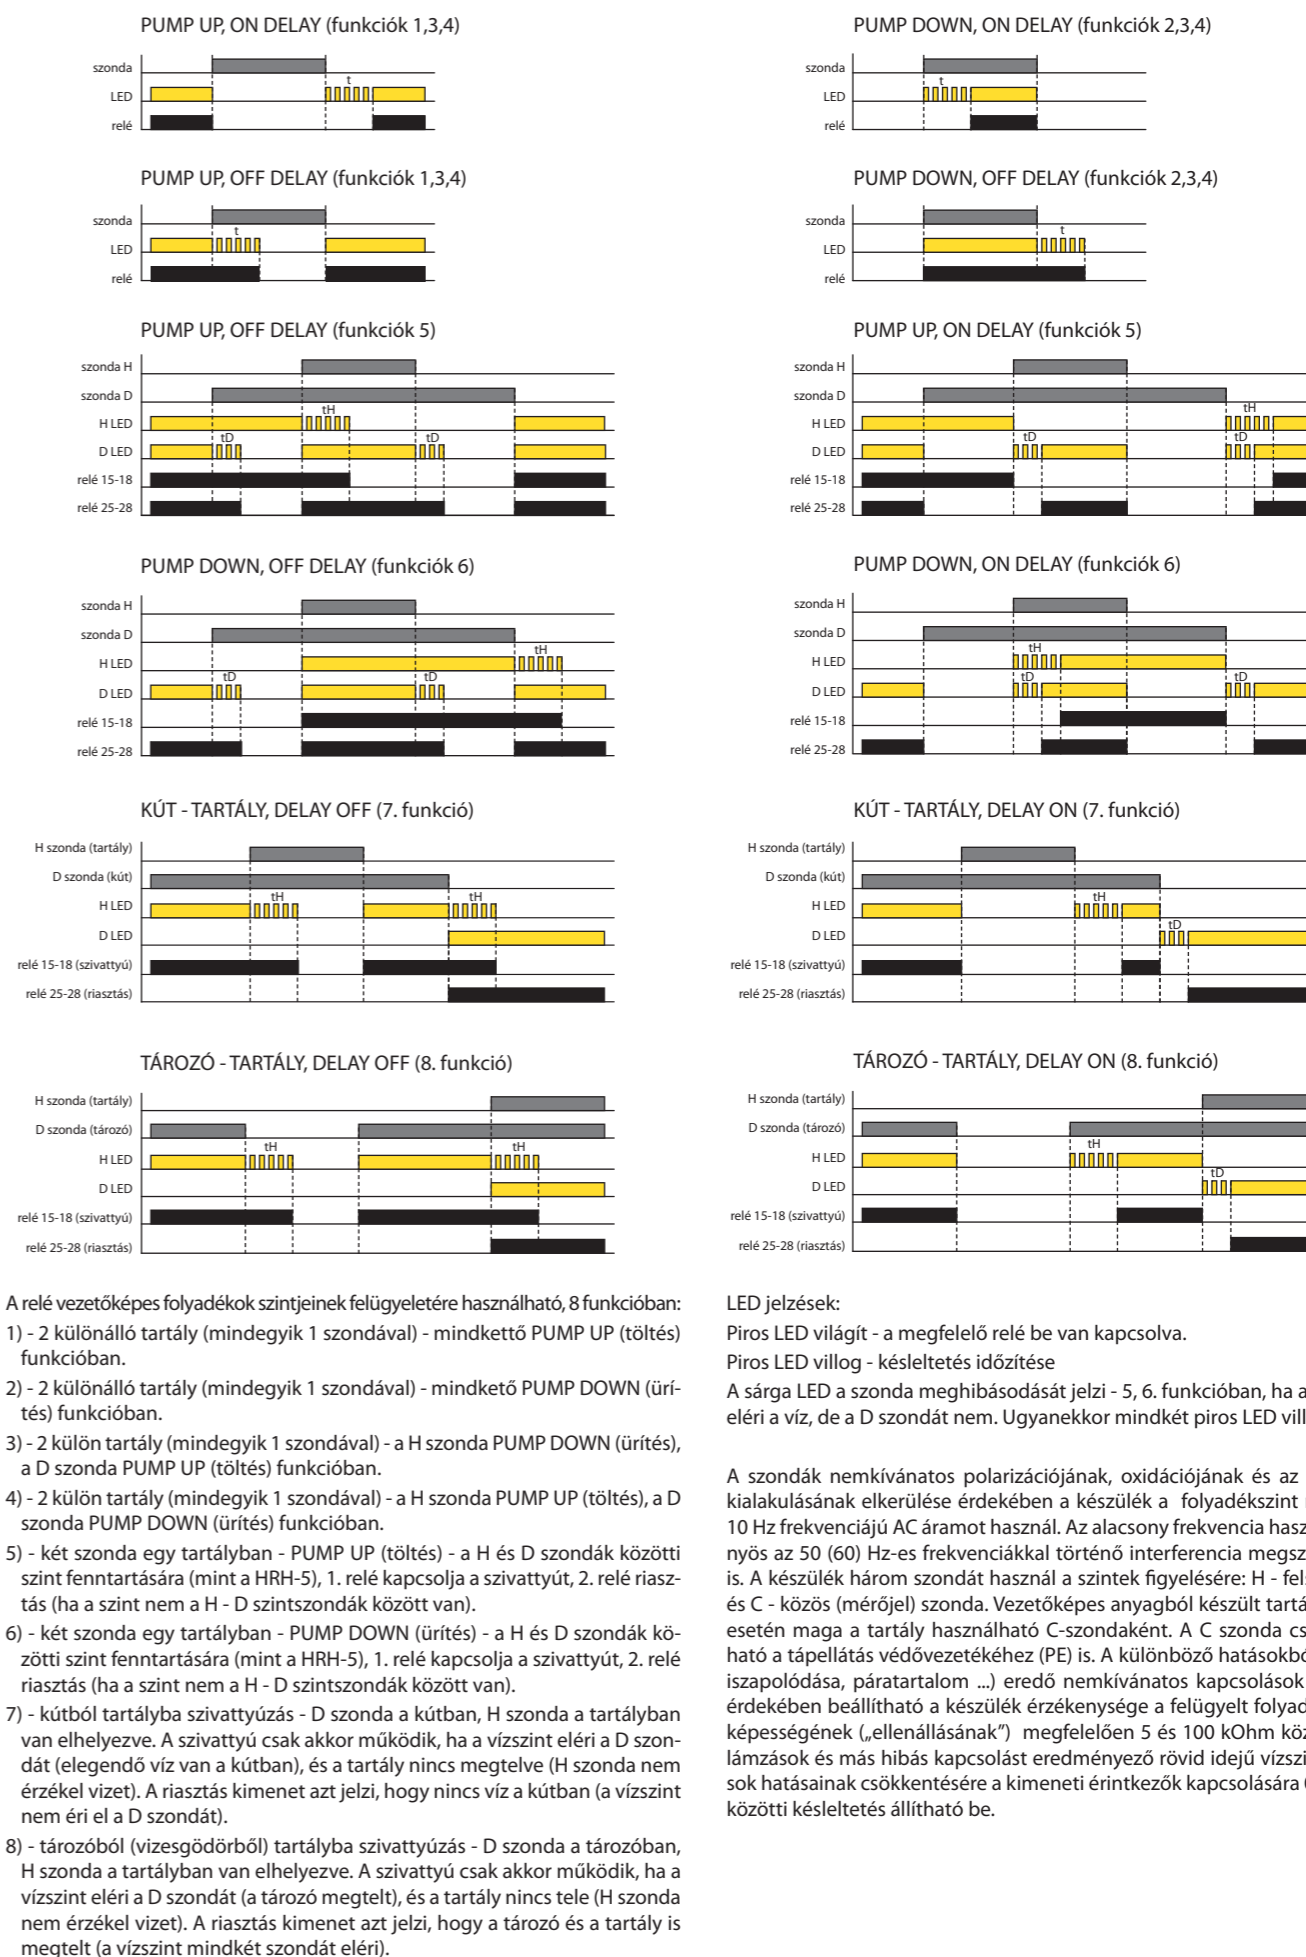 PUMP UP, ON DELAY (funkciók 1,3,4)
szonda
t
LED
relé
PUMP UP, OFF DELAY (funkciók 1,3,4)
szonda
t
LED
relé
PUMP UP, OFF DELAY (funkciók 5)
szonda H
szonda D
tH
H LED
tD tD
D LED
relé 15-18
relé 25-28
PUMP DOWN, OFF DELAY (funkciók 6)
szonda H
szonda D
tH
H LED
tD tD
D LED
relé 15-18
relé 25-28
KÚT - TARTÁLY, DELAY OFF (7. funkció)
H szonda (tartály)
D szonda (kút)
tH tH
H LED
D LED
relé 15-18 (szivattyú)
relé 25-28 (riasztás)
TÁROZÓ - TARTÁLY, DELAY OFF (8. funkció)
H szonda (tartály)
D szonda (tározó)
tH tH
H LED
D LED
relé 15-18 (szivattyú)
relé 25-28 (riasztás)
A relé vezetőképes folyadékok szintjeinek felügyeletére használható, 8 funkcióban:
1) - 2 különálló tartály (mindegyik 1 szondával) - mindkettő PUMP UP (töltés)
funkcióban.
2) - 2 különálló tartály (mindegyik 1 szondával) - mindkető PUMP DOWN (ürí-
tés) funkcióban.
3) - 2 külön tartály (mindegyik 1 szondával) - a H szonda PUMP DOWN (ürítés),
a D szonda PUMP UP (töltés) funkcióban.
4) - 2 külön tartály (mindegyik 1 szondával) - a H szonda PUMP UP (töltés), a D
szonda PUMP DOWN (ürítés) funkcióban.
5) - két szonda egy tartályban - PUMP UP (töltés) - a H és D szondák közötti
szint fenntartására (mint a HRH-5), 1. relé kapcsolja a szivattyút, 2. relé riasz-
tás (ha a szint nem a H - D szintszondák között van).
6) - két szonda egy tartályban - PUMP DOWN (ürítés) - a H és D szondák kö-
zötti szint fenntartására (mint a HRH-5), 1. relé kapcsolja a szivattyút, 2. relé
riasztás (ha a szint nem a H - D szintszondák között van).
7) - kútból tartályba szivattyúzás - D szonda a kútban, H szonda a tartályban
van elhelyezve. A szivattyú csak akkor működik, ha a vízszint eléri a D szon-
dát (elegendő víz van a kútban), és a tartály nincs megtelve (H szonda nem
érzékel vizet). A riasztás kimenet azt jelzi, hogy nincs víz a kútban (a vízszint
nem éri el a D szondát).
8) - tározóból (vizesgödörből) tartályba szivattyúzás - D szonda a tározóban,
H szonda a tartályban van elhelyezve. A szivattyú csak akkor működik, ha a
vízszint eléri a D szondát (a tározó megtelt), és a tartály nincs tele (H szonda
nem érzékel vizet). A riasztás kimenet azt jelzi, hogy a tározó és a tartály is
megtelt (a vízszint mindkét szondát eléri).
PUMP DOWN, ON DELAY (funkciók 2,3,4)
szonda
t
LED
relé
PUMP DOWN, OFF DELAY (funkciók 2,3,4)
szonda
t
LED
relé
PUMP UP, ON DELAY (funkciók 5)
szonda H
szonda D
tH
H LED
tD tD
D LED
relé 15-18
relé 25-28
PUMP DOWN, ON DELAY (funkciók 6)
szonda H
szonda D
tH
H LED
tD tD
D LED
relé 15-18
relé 25-28
KÚT - TARTÁLY, DELAY ON (7. funkció)
H szonda (tartály)
D szonda (kút)
tH
H LED
tD
D LED
relé 15-18 (szivattyú)
relé 25-28 (riasztás)
TÁROZÓ - TARTÁLY, DELAY ON (8. funkció)
H szonda (tartály)
D szonda (tározó)
tH
H LED
tD
D LED
relé 15-18 (szivattyú)
relé 25-28 (riasztás)
LED jelzések:
Piros LED világít - a megfelelő relé be van kapcsolva.
Piros LED villog - késleltetés időzítése
A sárga LED a szonda meghibásodását jelzi - 5, 6. funkcióban, ha a
eléri a víz, de a D szondát nem. Ugyanekkor mindkét piros LED vill
A szondák nemkívánatos polarizációjának, oxidációjának és az
kialakulásának elkerülése érdekében a készülék a folyadékszint
10 Hz frekvenciájú AC áramot használ. Az alacsony frekvencia hasz
nyös az 50 (60) Hz-es frekvenciákkal történő interferencia megsz
is. A készülék három szondát használ a szintek figyelésére: H - fels
és C - közös (mérőjel) szonda. Vezetőképes anyagból készült tartá
esetén maga a tartály használható C-szondaként. A C szonda cs
ható a tápellátás védővezetékéhez (PE) is. A különböző hatásokbó
iszapolódása, páratartalom ...) eredő nemkívánatos kapcsolások
érdekében beállítható a készülék érzékenysége a felügyelt folyad
képességének („ellenállásának”) megfelelően 5 és 100 kOhm köz
lámzások és más hibás kapcsolást eredményező rövid idejű vízszi
sok hatásainak csökkentésére a kimeneti érintkezők kapcsolására
közötti késleltetés állítható be.